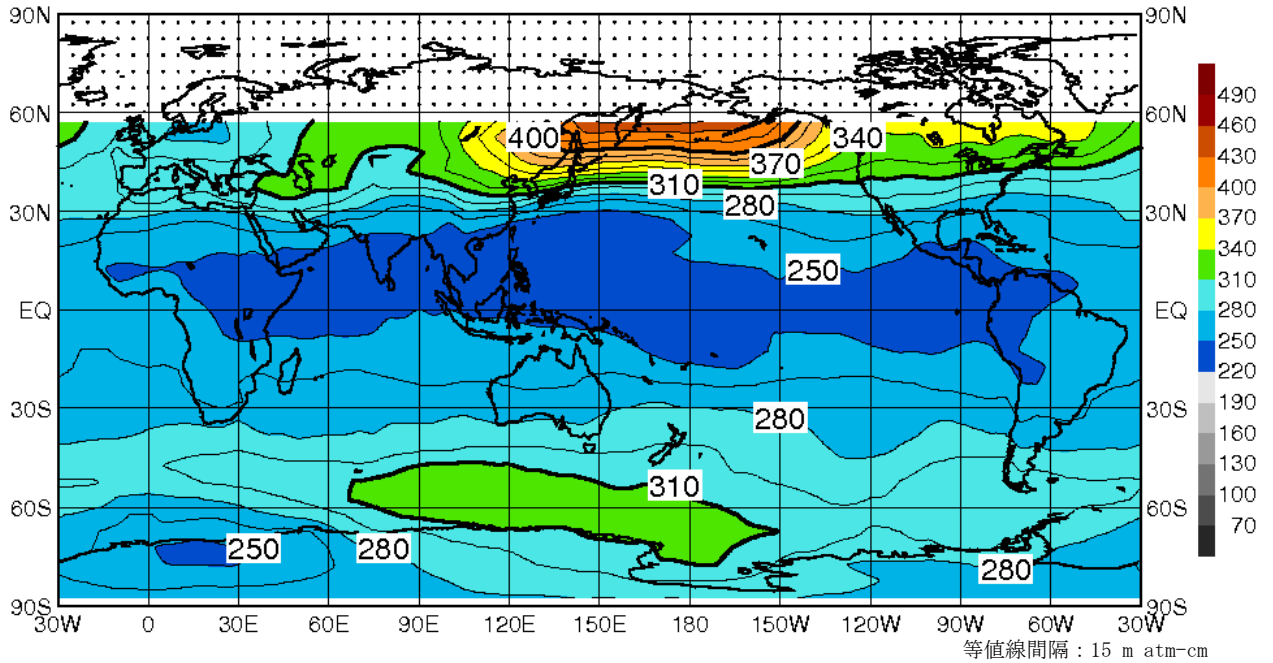 90N 90N
490
60N 60N
460
400 340
430
370
400
310
370
280
30N 30N
340
250
310
EQ EQ
280
250
220
30S 280 30S
190
160
310
130
60S 60S
100
250 280
70
280
90S 90S
30W 0 30E 60E 90E 120E 150E 180 150W 120W 90W 60W 30W
等値線間隔：15 m atm-cm